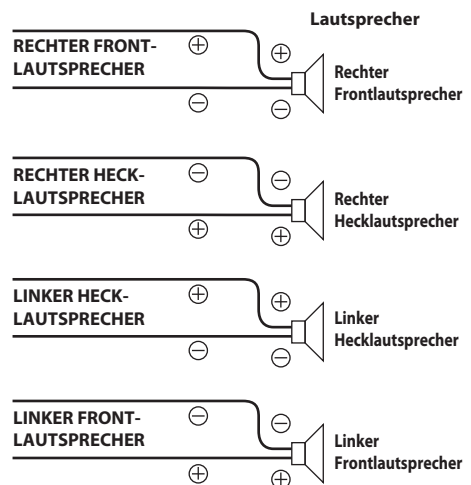 Lautsprecher
RECHTER FRONT-
LAUTSPRECHER
⊕
⊖
⊕
⊖
Rechter
Frontlautsprecher
RECHTER HECK-
LAUTSPRECHER
⊖
⊕
⊖
⊕
Rechter
Hecklautsprecher
LINKER HECK-
LAUTSPRECHER
⊕
⊖
⊕
⊖
Linker
Hecklautsprecher
LINKER FRONT-
LAUTSPRECHER
⊖
⊕
⊖
⊕
Linker
Frontlautsprecher